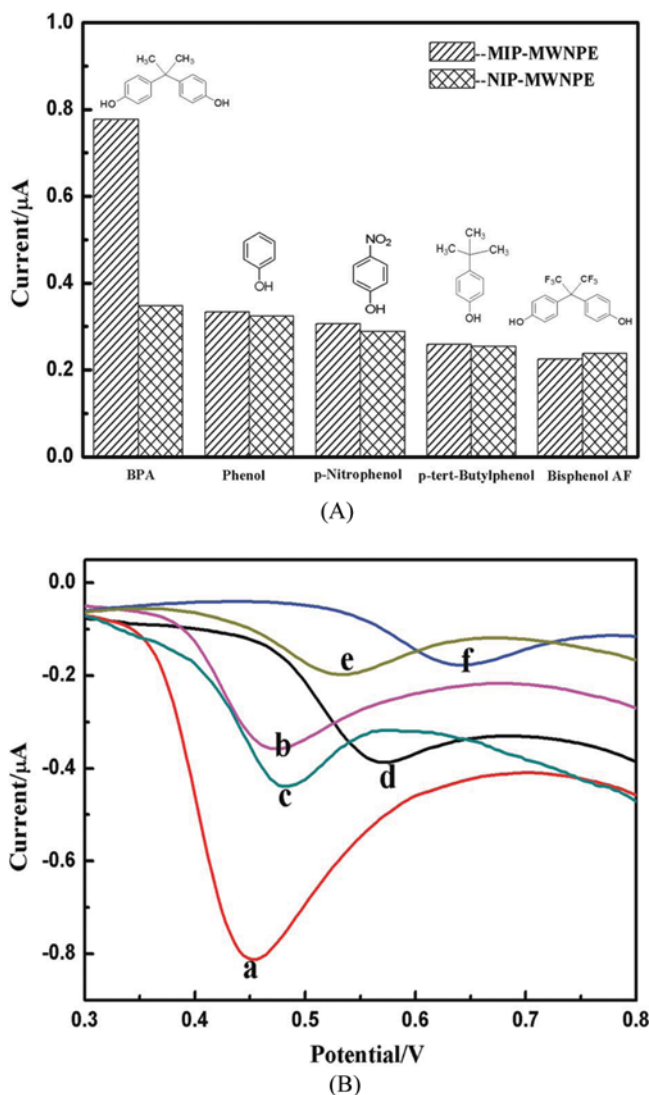 --MIP-MWNPE
--NIP-MWNPE
Current/μA
1.0
0.8
0.6
0.4
0.2
0.0
H₃C CH₃
HO OH
OH
NO₂
OH
CH₃
H₃C CH₃
OH
F₃C CF₃
HO OH
BPA Phenol p-Nitrophenol p-tert-Butylphenol Bisphenol AF
(A)
Current/μA
0.0
-0.2
-0.4
-0.6
-0.8
a
b
c
d
e
f
0.3 0.4 0.5 0.6 0.7 0.8
Potential/V
(B)